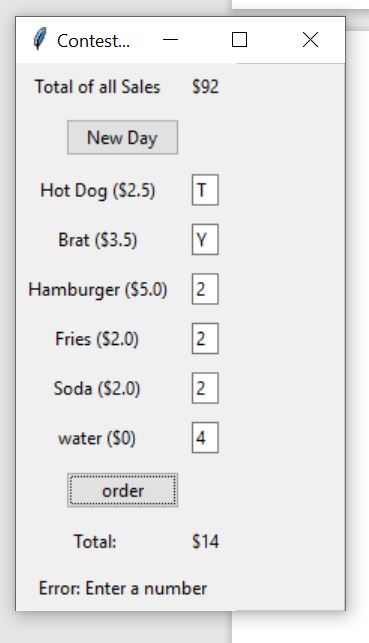 Contest...
Total of all Sales $92
New Day
Hot Dog ($2.5) T
Brat ($3.5) Y
Hamburger ($5.0) 2
Fries ($2.0) 2
Soda ($2.0) 2
water ($0) 4
order
Total: $14
Error: Enter a number